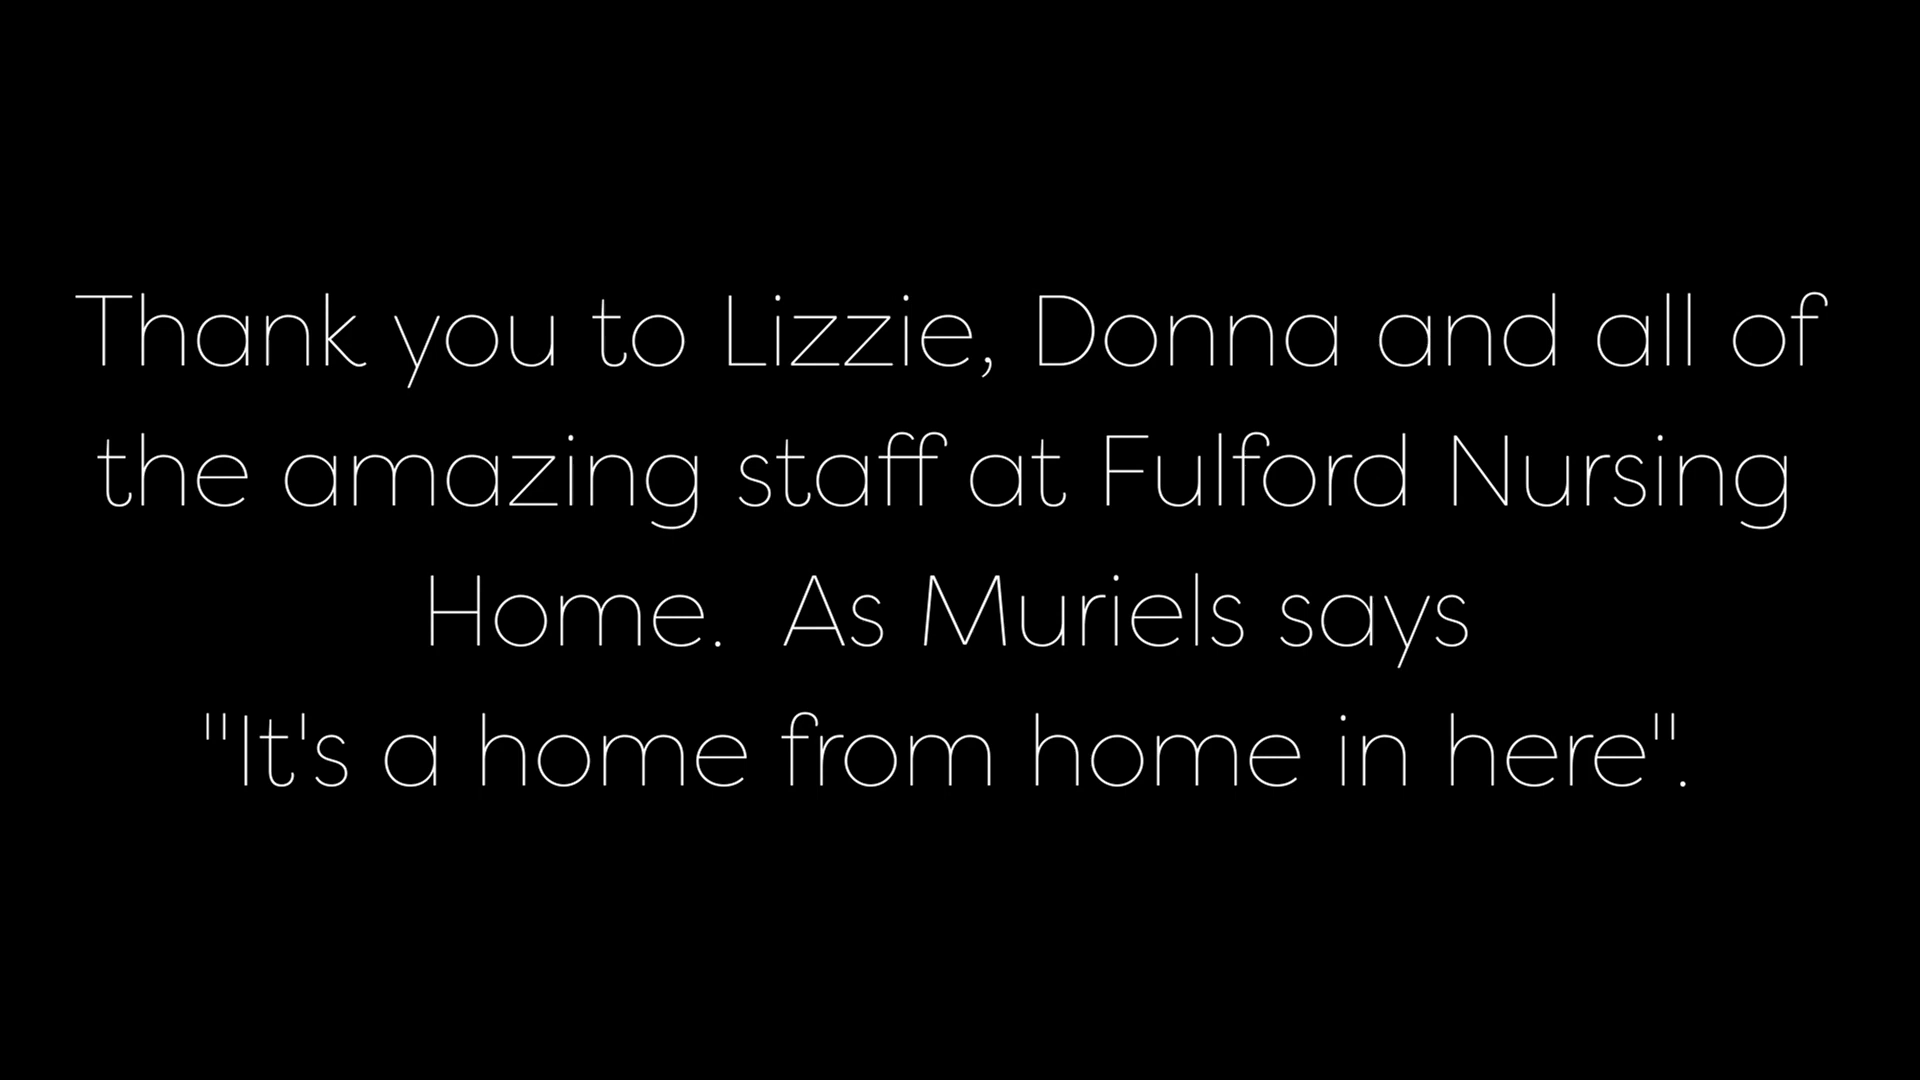 Thank you to Lizzie, Donna and all of
the amazing staff at Fulford Nursing
Home.  As Muriels says
"It's a home from home in here".